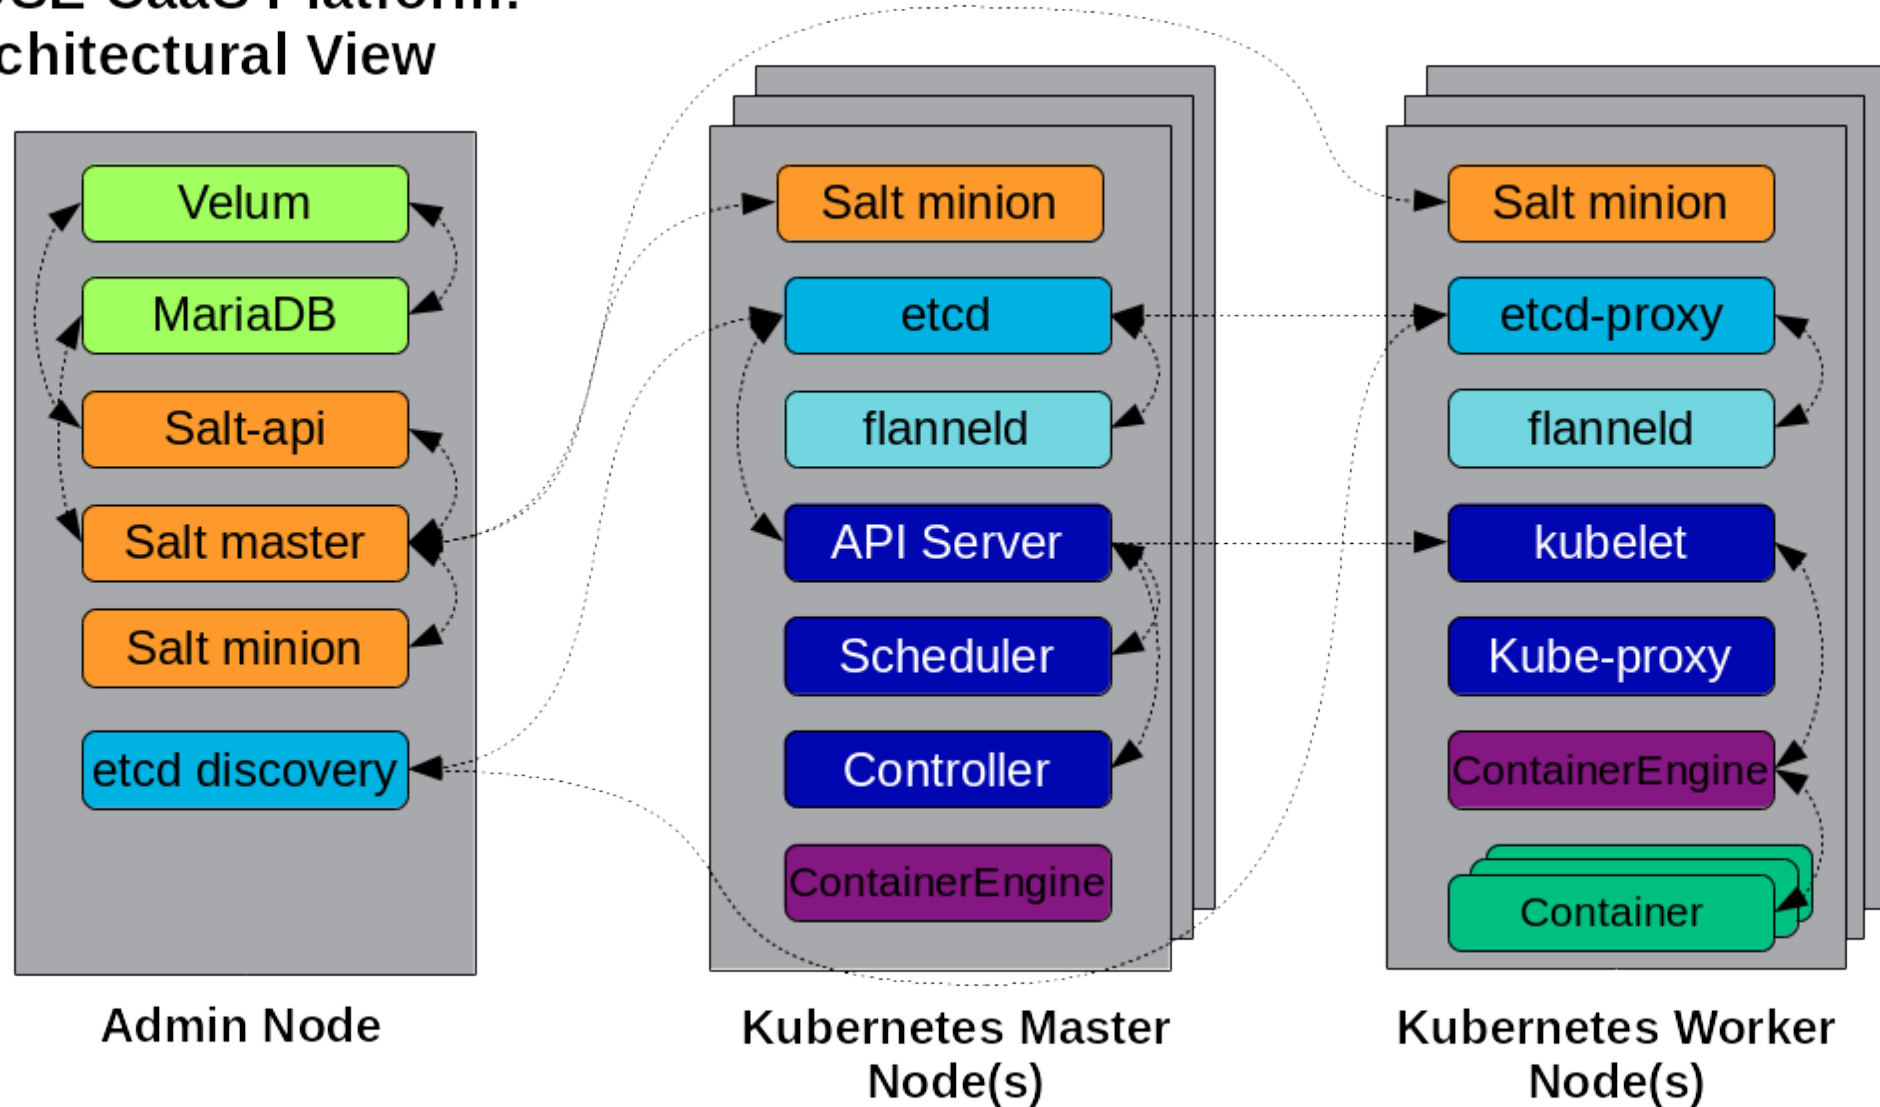 CaaS Platform:
chitectural View
Velum
MariaDB
Salt-api
Salt master
Salt minion
etcd discovery
Admin Node
Salt minion
etcd
flanneld
API Server
Scheduler
Controller
ContainerEngine
Kubernetes Master
Node(s)
Salt minion
etcd-proxy
flanneld
kubelet
Kube-proxy
ContainerEngine
Container
Kubernetes Worker
Node(s)